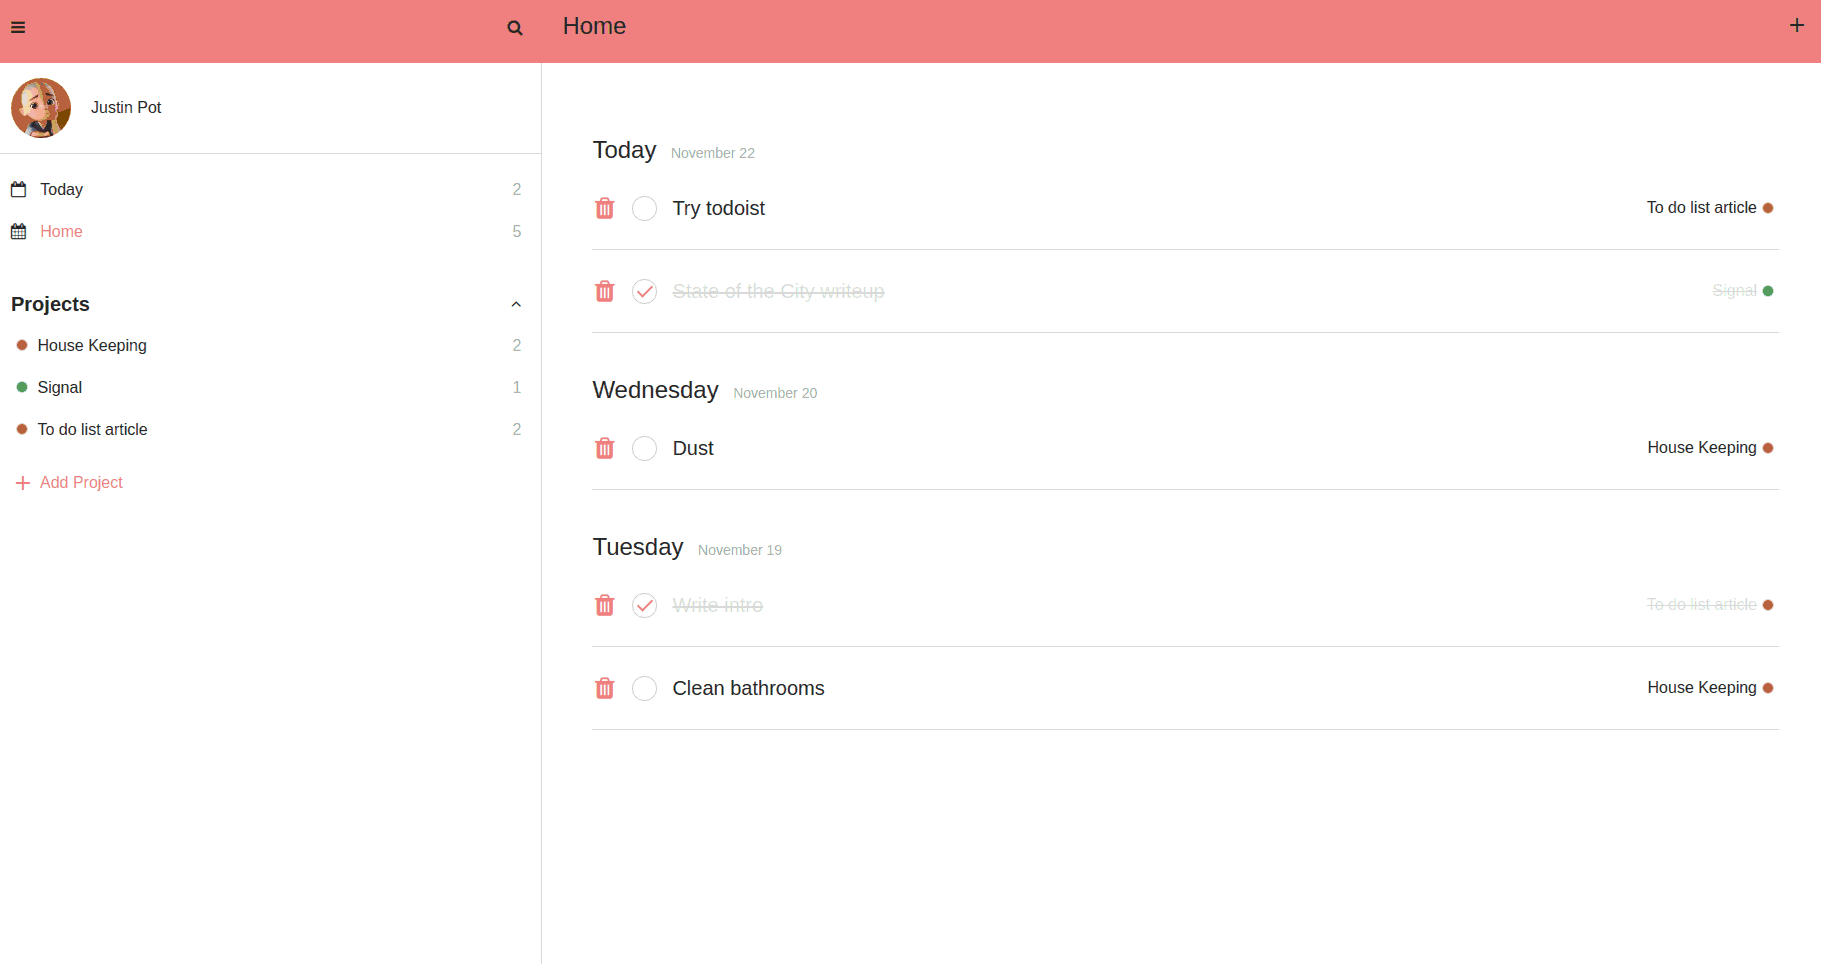 Home
Justin Pot
Today 2
Home 5
Projects
House Keeping 2
Signal 1
To do list article 2
Add Project
Today November 22
Try todoist To do list article
State of the City writeup Signal
Wednesday November 20
Dust House Keeping
Tuesday November 19
Write intro To do list article
Clean bathrooms House Keeping